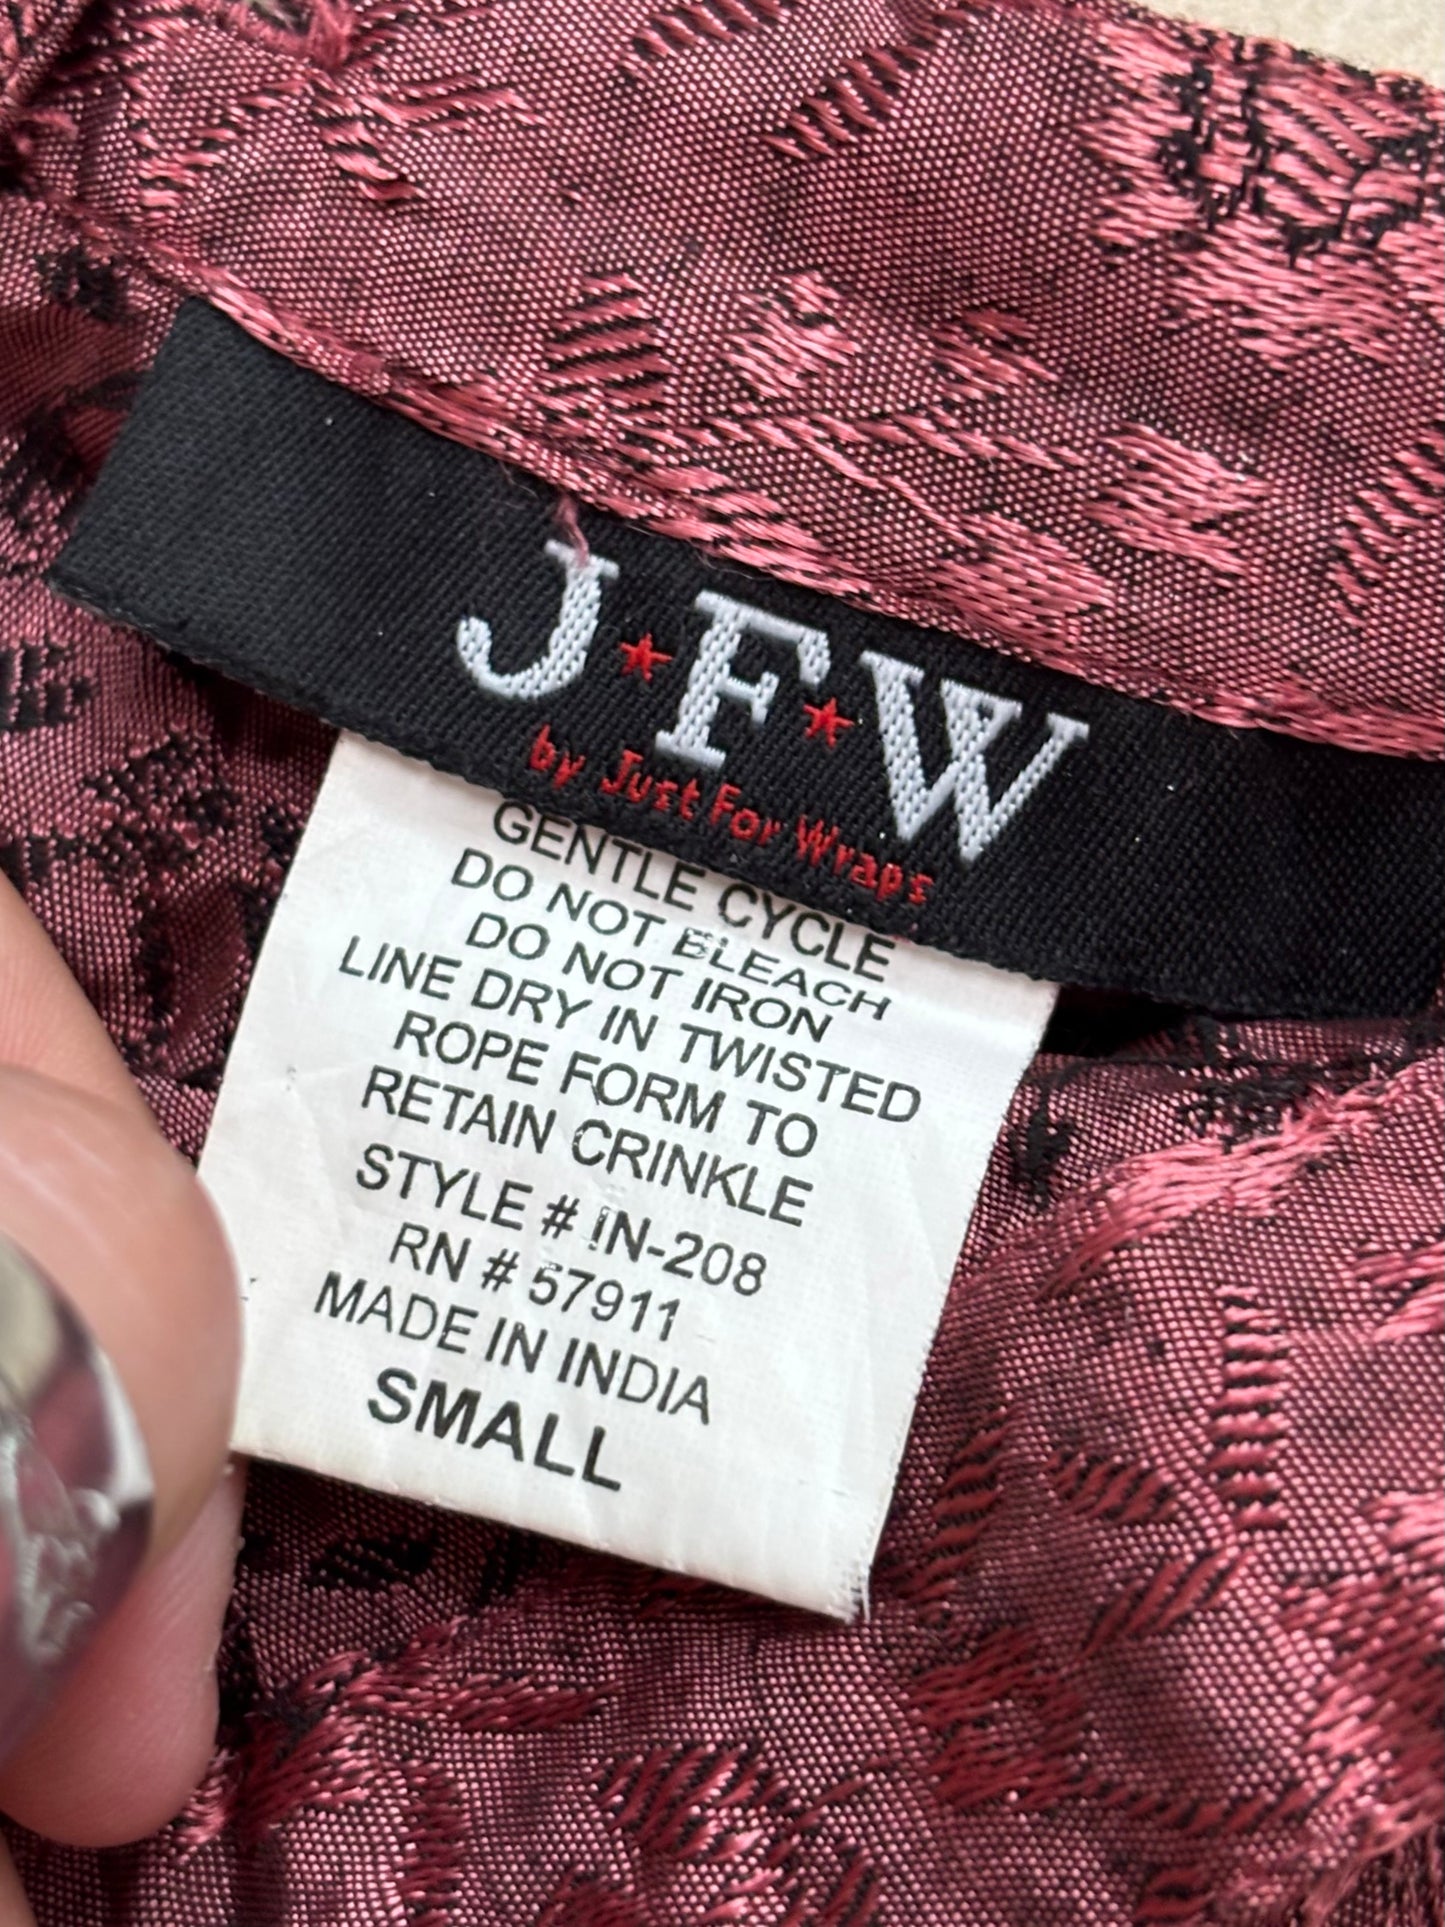 J★F★W
by Just For Wraps
GENTLE CYCLE
DO NOT BLEACH
DO NOT IRON
LINE DRY IN TWISTED
ROPE FORM TO
RETAIN CRINKLE
STYLE # IN-208
RN # 57911
MADE IN INDIA
SMALL